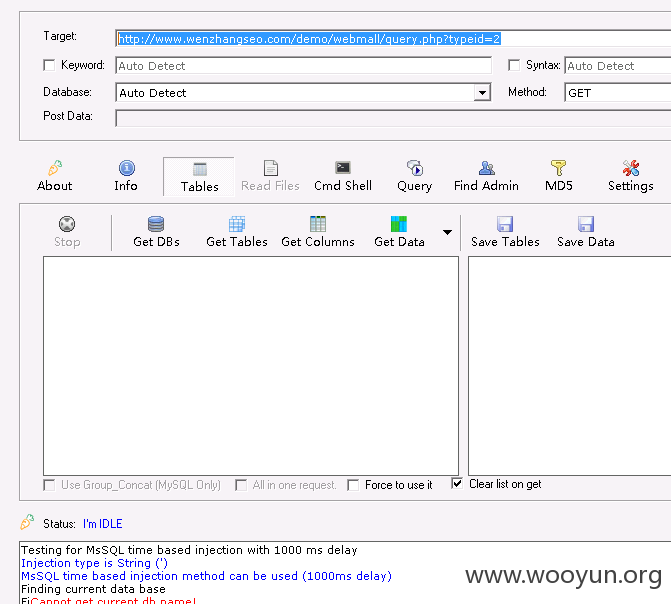 Target: http://www.wenzhangseo.com/demo/webmall/query.php?typeid=2
Keyword: Auto Detect Syntax: Auto Detect
Database: Auto Detect Method: GET
Post Data:
About Info Tables Read Files Cmd Shell Query Find Admin MD5 Settings
Stop Get DBs Get Tables Get Columns Get Data Save Tables Save Data
Use Group_Concat (MySQL Only) All in one request. Force to use it Clear list on get
Status: I'm IDLE
Testing for MsSQL time based injection with 1000 ms delay
Injection type is String (')
MsSQL time based injection method can be used (1000ms delay)
Finding current data base
Cannot get current db name!
www.wooyun.org